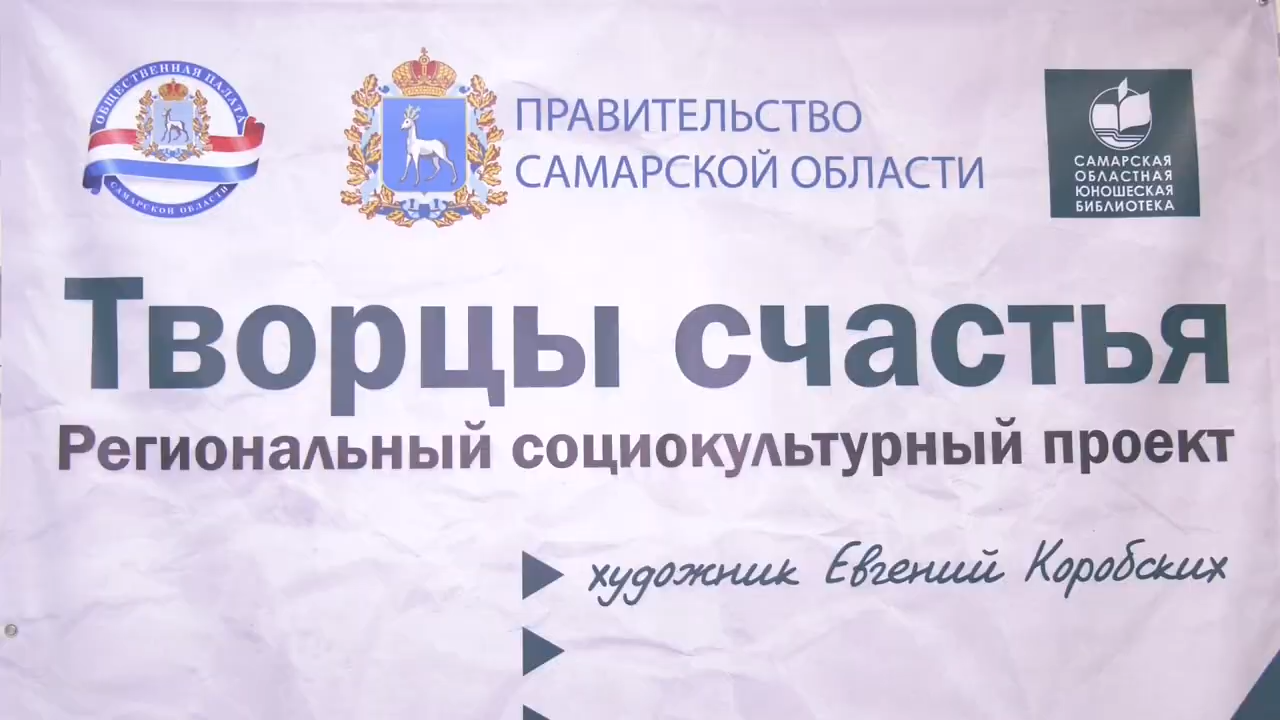 ОБЩЕСТВЕННАЯ ПАЛАТА
САМАРСКОЙ ОБЛАСТИ
ПРАВИТЕЛЬСТВО
САМАРСКОЙ ОБЛАСТИ
САМАРСКАЯ
ОБЛАСТНАЯ
ЮНОШЕСКАЯ
БИБЛИОТЕКА
Творцы счастья
Региональный социокультурный проект
художник Евгений Коробских